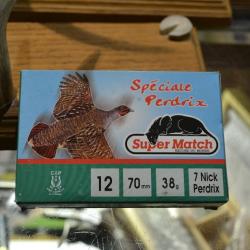 Spéciale
Perdrix
Super Match
12
70mm
38g
7 Nick
Perdrix